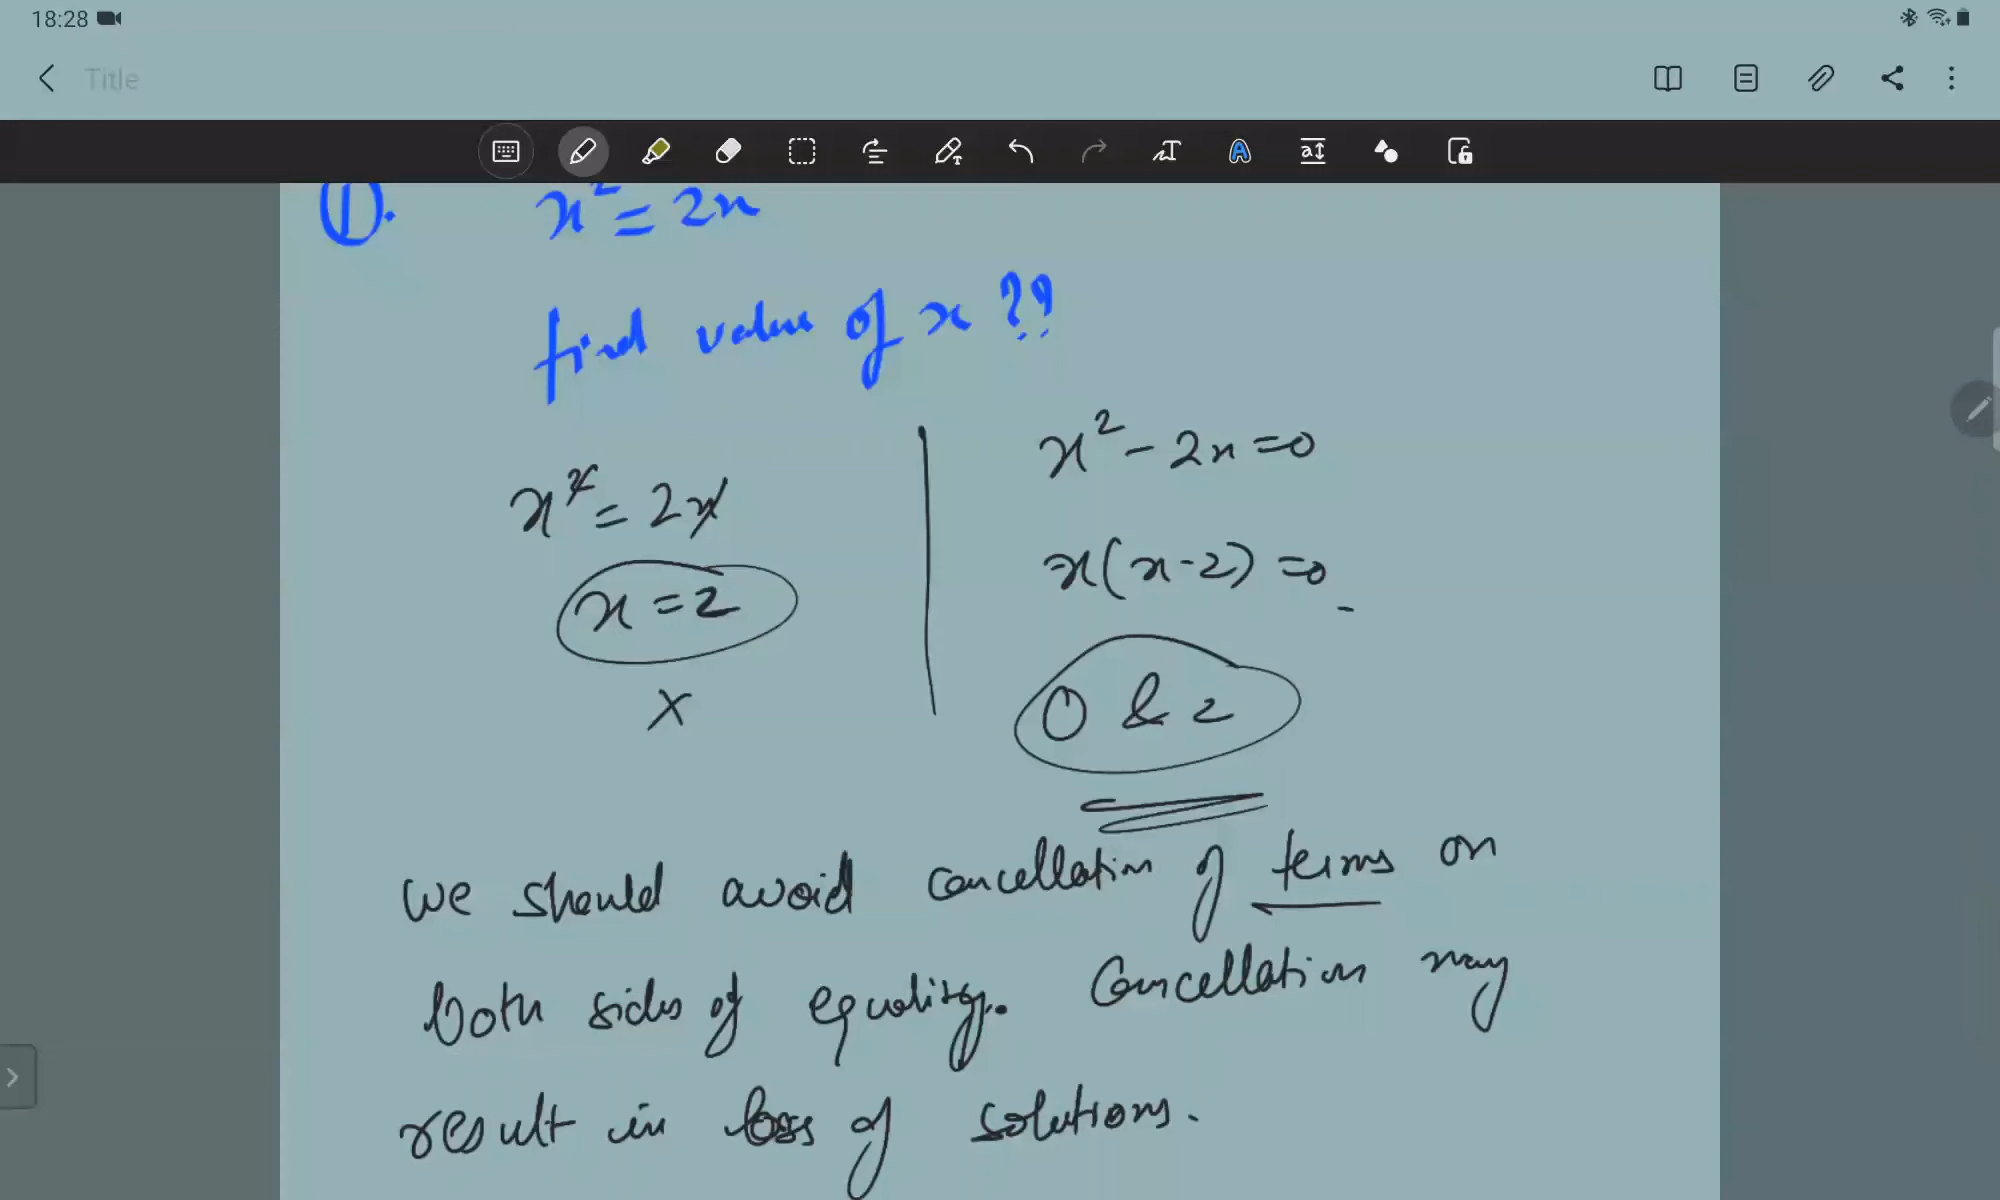 18:28
Title
①. x² = 2x
find value of x ??
x² = 2x
x = 2
X
x² - 2x = 0
x(x-2) = 0
0 & 2
we should avoid cancellation of terms on
both sides of equality. Cancellation may
result in loss of solutions.